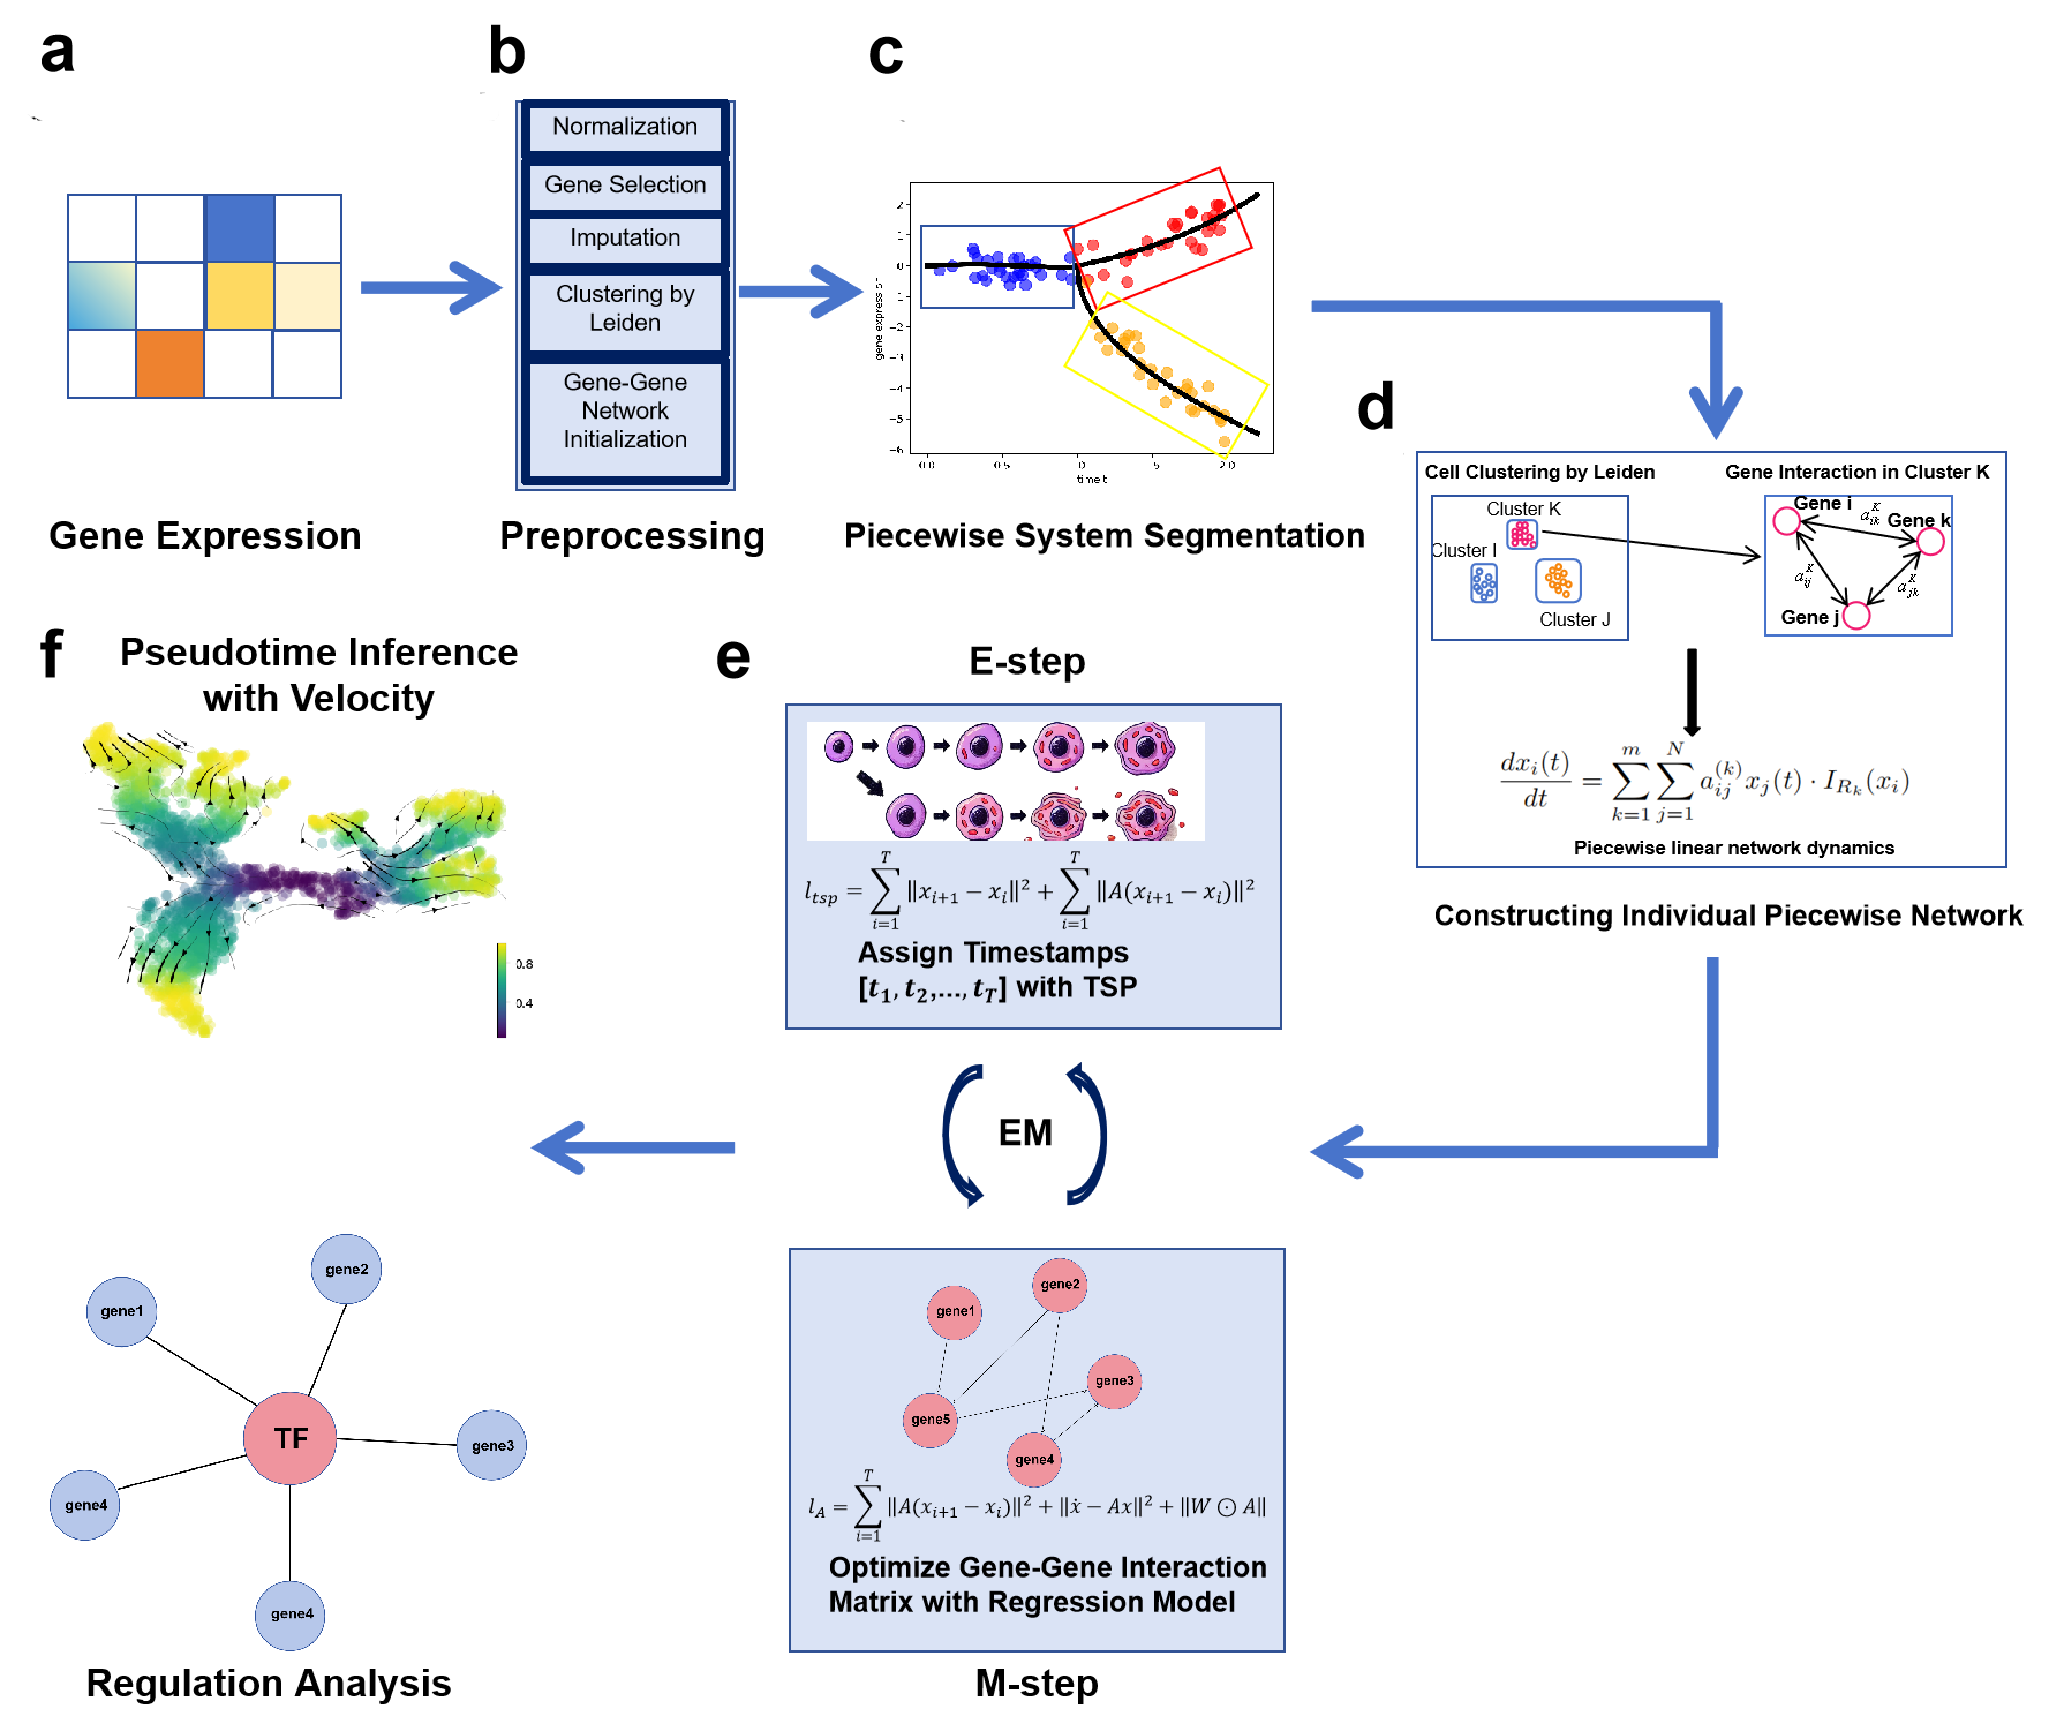 a
Gene Expression
b
Normalization
Gene Selection
Imputation
Clustering by
Leiden
Gene-Gene
Network
Initialization
Preprocessing
c
2
0
−2
−4
−5
time t
Piecewise System Segmentation
d
Cell Clustering by Leiden
Cluster K
Cluster I
Cluster J
Gene Interaction in Cluster K
Gene i
Gene k
Gene j
a_{ik}^{K}
a_{ij}^{K}
a_{jk}^{K}
\frac{dx_i(t)}{dt} = \sum_{k=1}^{m} \sum_{j=1}^{N} a_{ij}^{(k)} x_j(t) · I_{R_k}(x_i)
Piecewise linear network dynamics
Constructing Individual Piecewise Network
e
E-step
l_{tsp} = \sum_{i=1}^{T} ||x_{i+1} − x_i||^2 + \sum_{i=1}^{T} ||A(x_{i+1} − x_i)||^2
Assign Timestamps
[t_1, t_2,..., t_T] with TSP
EM
gene1
gene2
gene3
gene5
gene4
l_A = \sum_{i=1}^{T} ||A(x_{i+1} − x_i)||^2 + ||ẋ − Ax||^2 + ||W ⊙ A||
Optimize Gene-Gene Interaction
Matrix with Regression Model
M-step
f
Pseudotime Inference
with Velocity
0.8
0.4
gene2
gene1
TF
gene3
gene4
gene4
Regulation Analysis